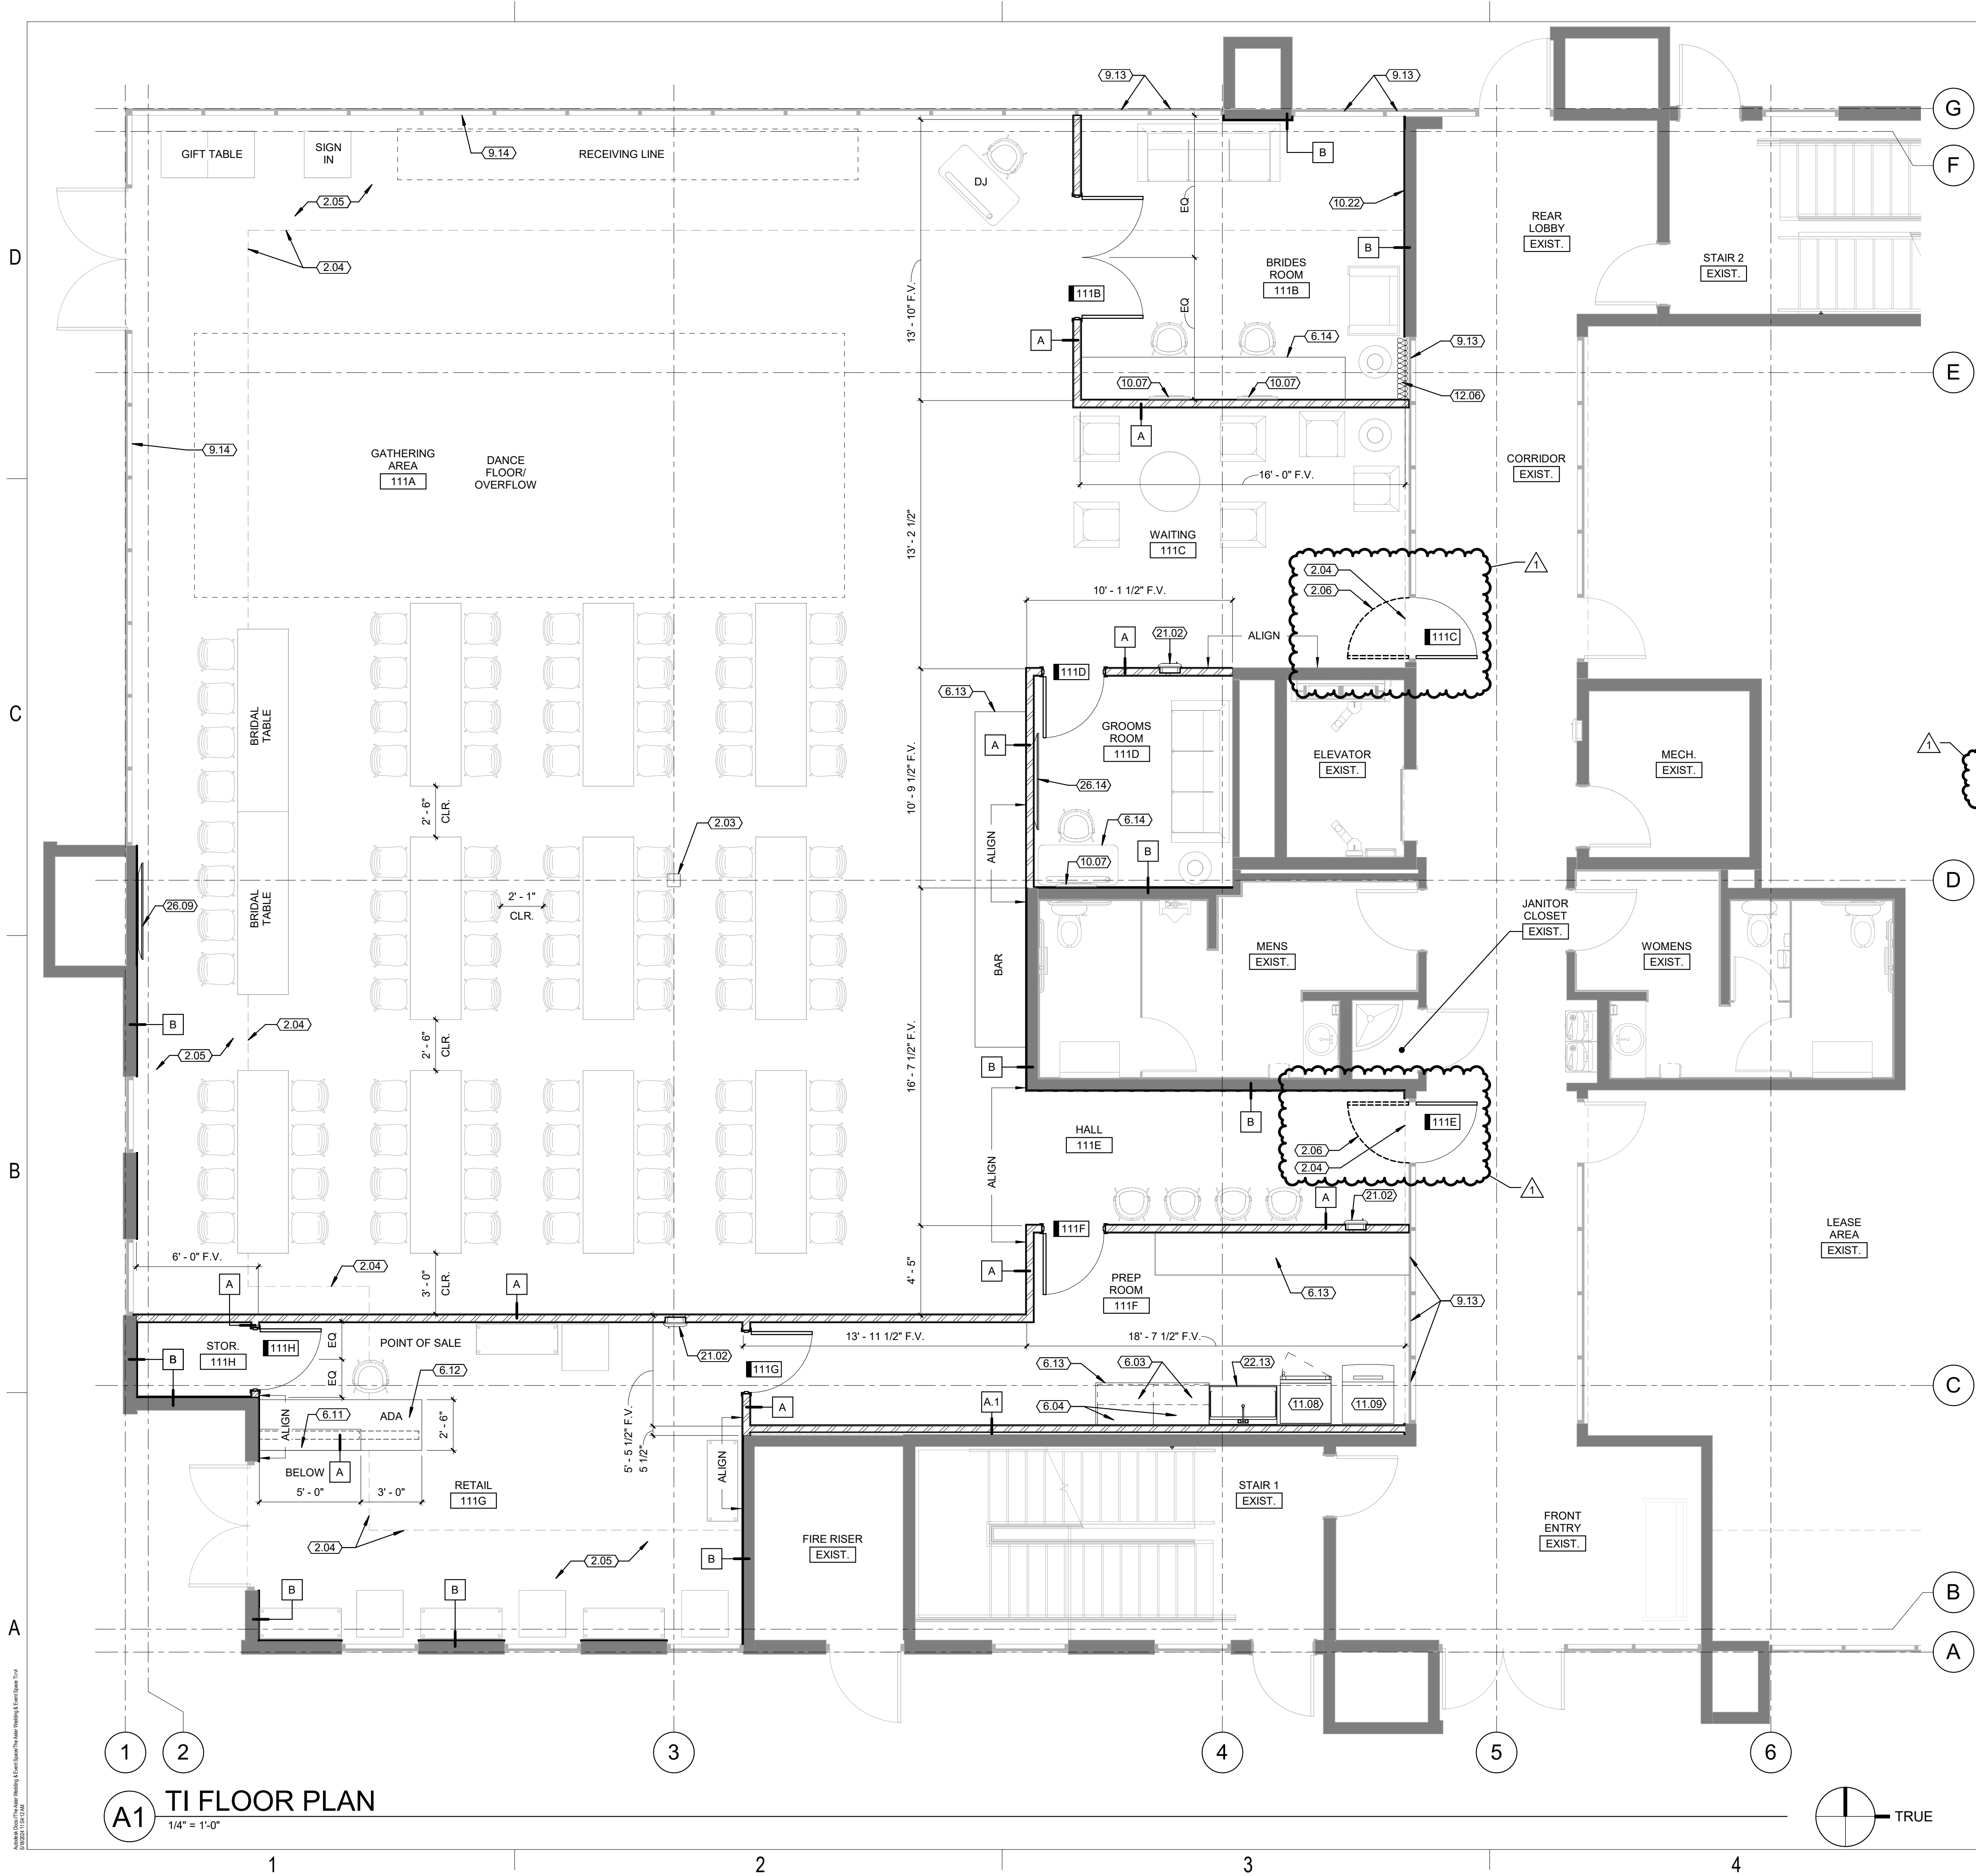 9.13
9.13
G
GIFT TABLE
SIGN
IN
9.14
RECEIVING LINE
B
F
DJ
2.05
EQ
10.22
REAR
LOBBY
EXIST.
D
2.04
B
STAIR 2
EXIST.
BRIDES
ROOM
111B
111B
13' - 10" F.V.
EQ
A
6.14
9.13
E
10.07
10.07
12.06
A
9.14
GATHERING
AREA
111A
DANCE
FLOOR/
OVERFLOW
CORRIDOR
EXIST.
16' - 0" F.V.
13' - 2 1/2"
WAITING
111C
2.04
2.06
1
10' - 1 1/2" F.V.
A
21.02
ALIGN
111C
111D
6.13
C
BRIDAL
TABLE
A
GROOMS
ROOM
111D
ELEVATOR
EXIST.
MECH.
EXIST.
1
26.14
2' - 6"
CLR.
10' - 9 1/2" F.V.
2.03
6.14
ALIGN
B
10.07
D
BRIDAL
TABLE
26.09
2' - 1"
CLR.
JANITOR
CLOSET
EXIST.
BAR
MENS
EXIST.
WOMENS
EXIST.
B
2.04
2.05
2' - 6"
CLR.
16' - 7 1/2" F.V.
B
B
HALL
111E
111E
2.06
2.04
ALIGN
B
1
A
21.02
111F
LEASE
AREA
EXIST.
6' - 0" F.V.
2.04
A
A
3' - 0"
CLR.
4' - 5"
A
PREP
ROOM
111F
6.13
9.13
STOR.
111H
111H
EQ
POINT OF SALE
13' - 11 1/2" F.V.
18' - 7 1/2" F.V.
B
6.12
21.02
111G
6.13
6.03
22.13
EQ
C
ALIGN
6.11
ADA
2' - 6"
5' - 5 1/2" F.V.
5 1/2"
A
A.1
6.04
11.08
11.09
BELOW
A
5' - 0"
3' - 0"
RETAIL
111G
ALIGN
STAIR 1
EXIST.
FIRE RISER
EXIST.
FRONT
ENTRY
EXIST.
2.04
2.05
B
B
B
B
A
A
1
2
3
4
5
6
A1
TI FLOOR PLAN
1/4" = 1'-0"
TRUE
1
2
3
4